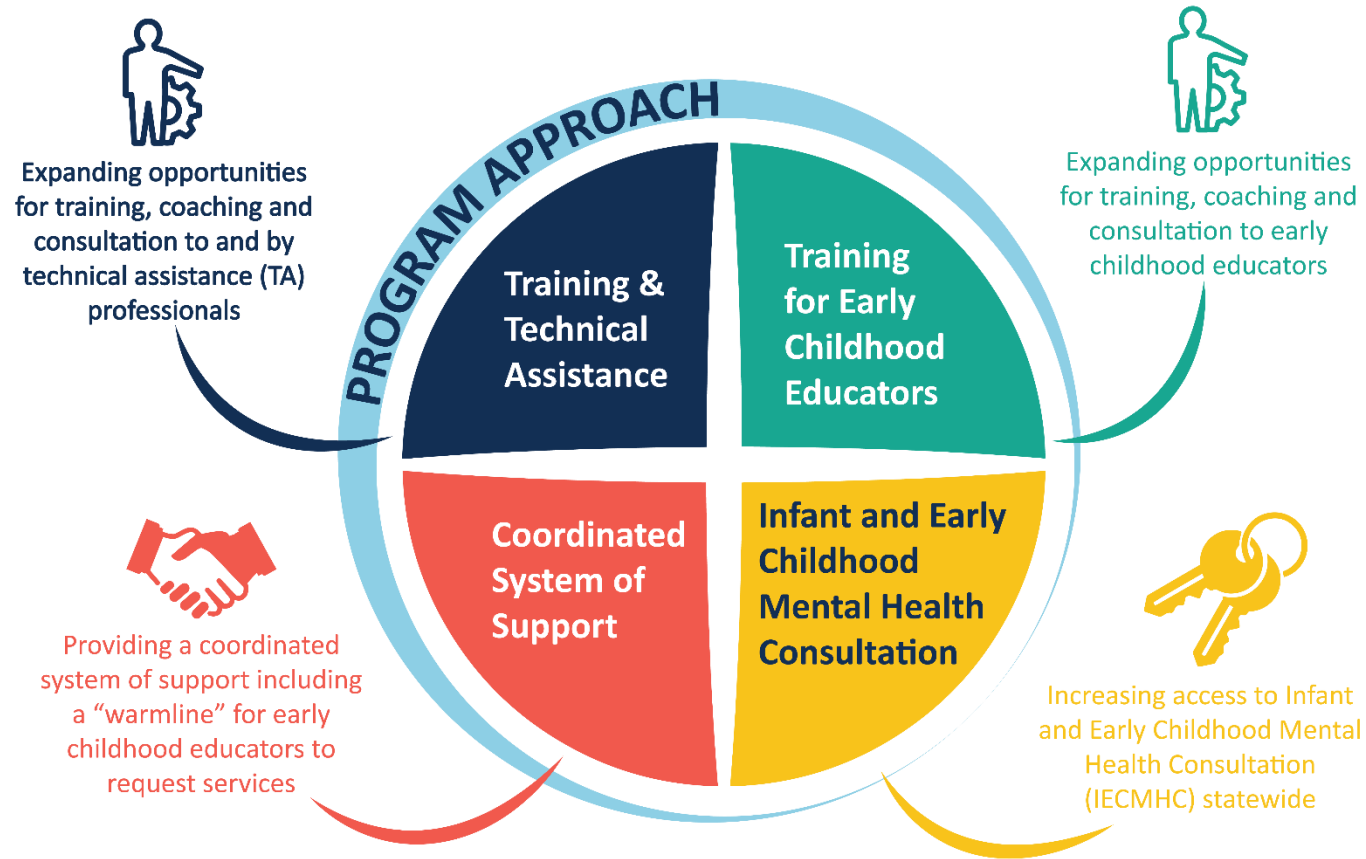 PROGRAM APPROACH
Expanding opportunities
for training, coaching and
consultation to and by
technical assistance (TA)
professionals
Training &
Technical
Assistance
Training
for Early
Childhood
Educators
Expanding opportunities
for training, coaching and
consultation to early
childhood educators
Providing a coordinated
system of support including
a “warmline” for early
childhood educators to
request services
Coordinated
System of
Support
Infant and Early
Childhood
Mental Health
Consultation
Increasing access to Infant
and Early Childhood Mental
Health Consultation
(IECMHC) statewide